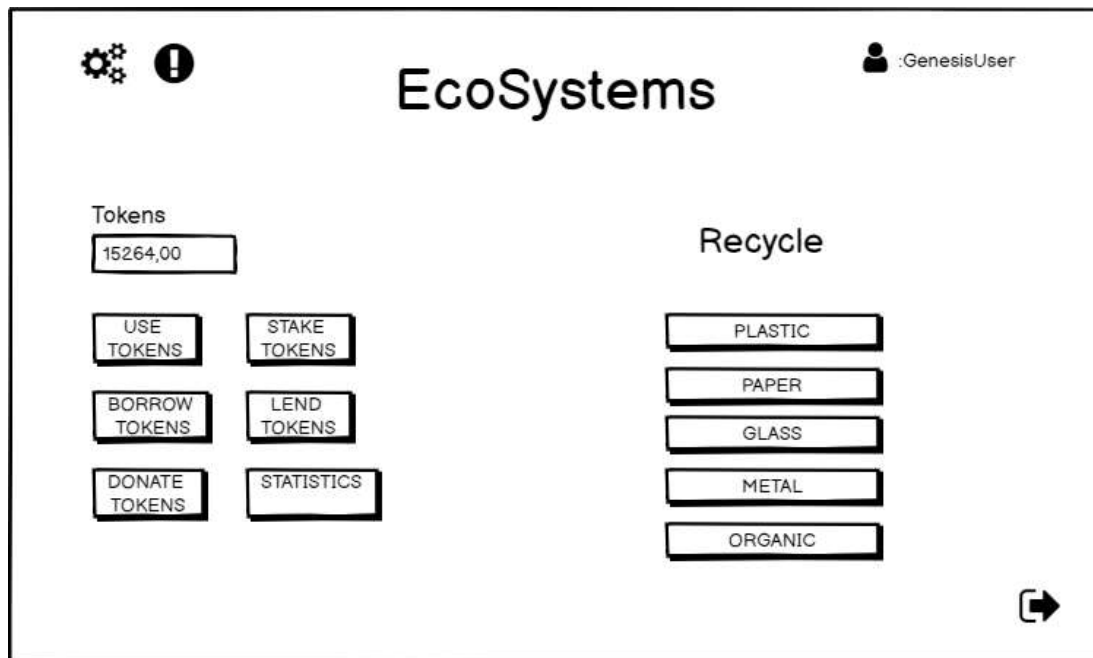 :GenesisUser
EcoSystems
Tokens
15264,00
Recycle
USE
TOKENS
STAKE
TOKENS
BORROW
TOKENS
LEND
TOKENS
DONATE
TOKENS
STATISTICS
PLASTIC
PAPER
GLASS
METAL
ORGANIC